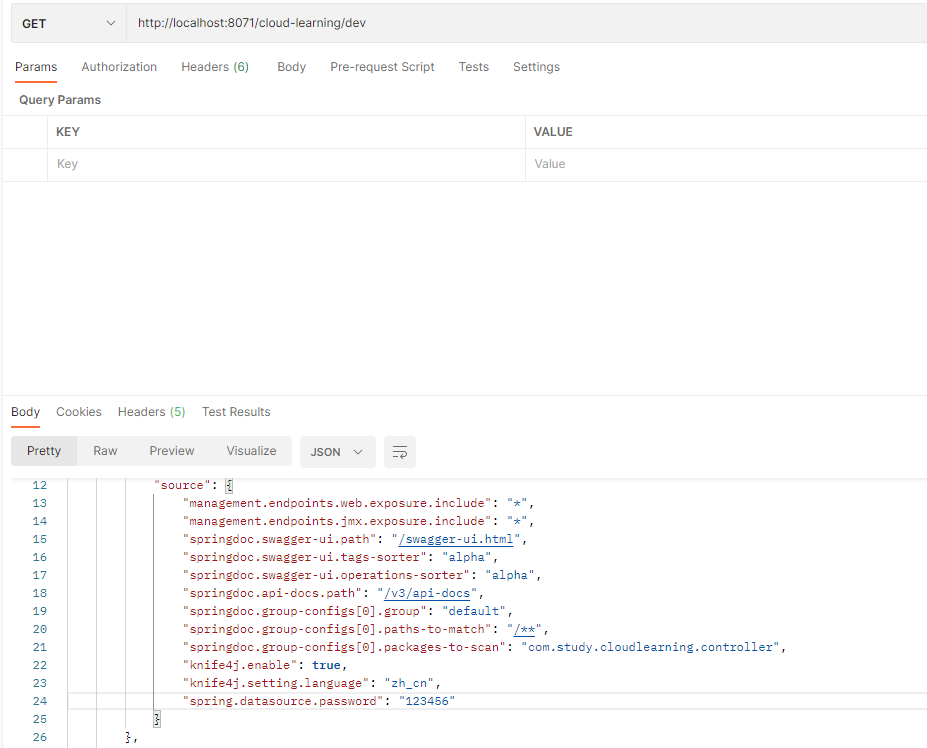 GET http://localhost:8071/cloud-learning/dev
Params Authorization Headers (6) Body Pre-request Script Tests Settings
Query Params
KEY VALUE
Key Value
Body Cookies Headers (5) Test Results
Pretty Raw Preview Visualize JSON
12 "source": {
13 "management.endpoints.web.exposure.include": "*",
14 "management.endpoints.jmx.exposure.include": "*",
15 "springdoc.swagger-ui.path": "/swagger-ui.html",
16 "springdoc.swagger-ui.tags-sorter": "alpha",
17 "springdoc.swagger-ui.operations-sorter": "alpha",
18 "springdoc.api-docs.path": "/v3/api-docs",
19 "springdoc.group-configs[0].group": "default",
20 "springdoc.group-configs[0].paths-to-match": "/**",
21 "springdoc.group-configs[0].packages-to-scan": "com.study.cloudlearning.controller",
22 "knife4j.enable": true,
23 "knife4j.setting.language": "zh_cn",
24 "spring.datasource.password": "123456"
25 }
26 },